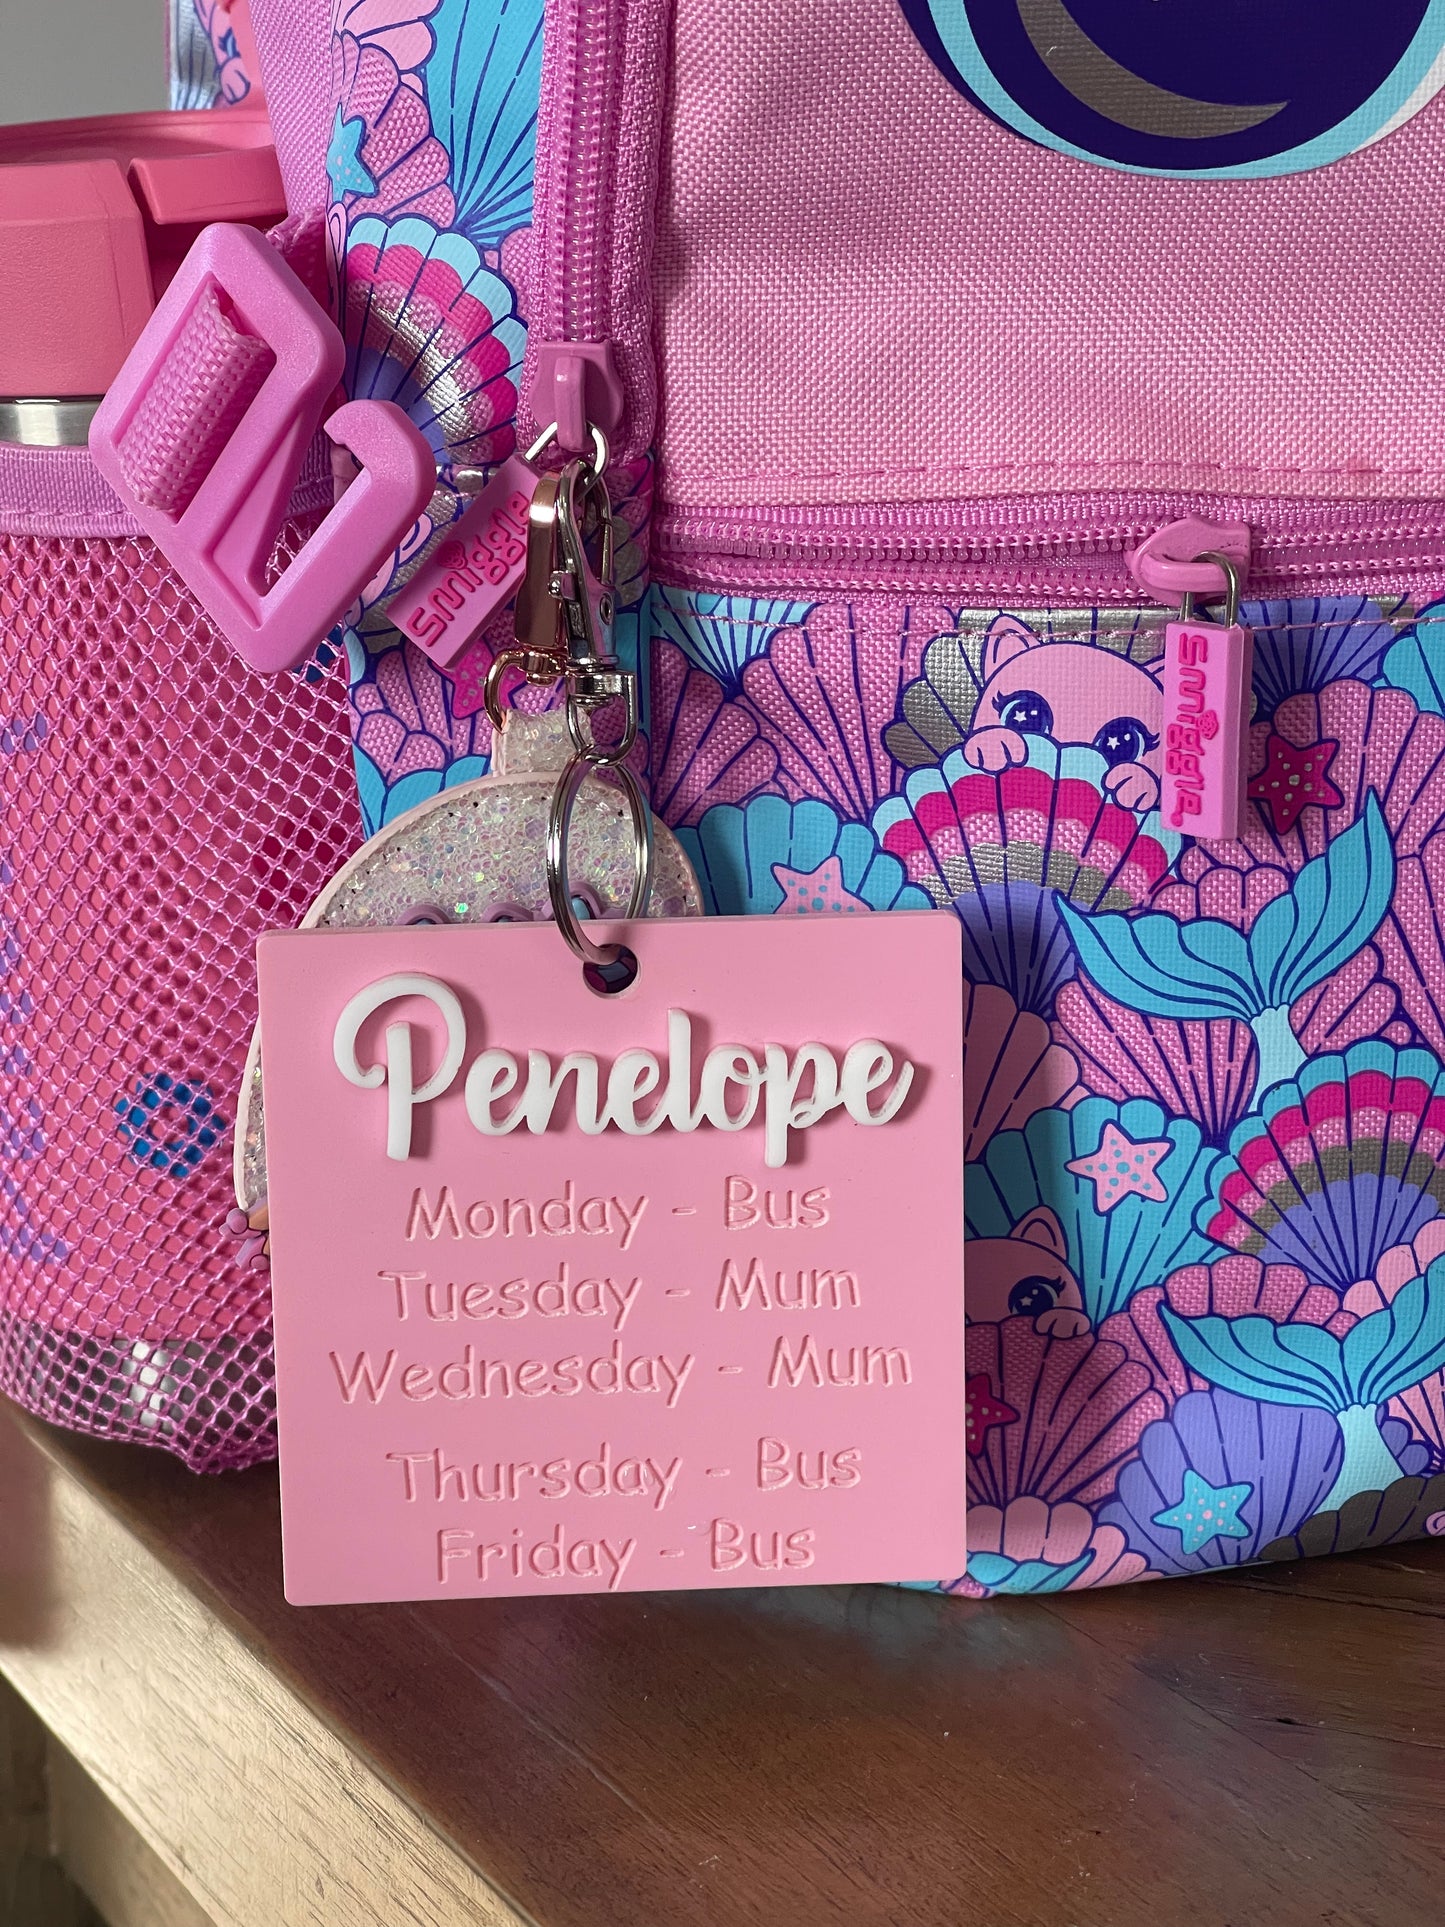 smiggle
smiggle
Penelope
Monday - Bus
Tuesday - Mum
Wednesday - Mum
Thursday - Bus
Friday - Bus